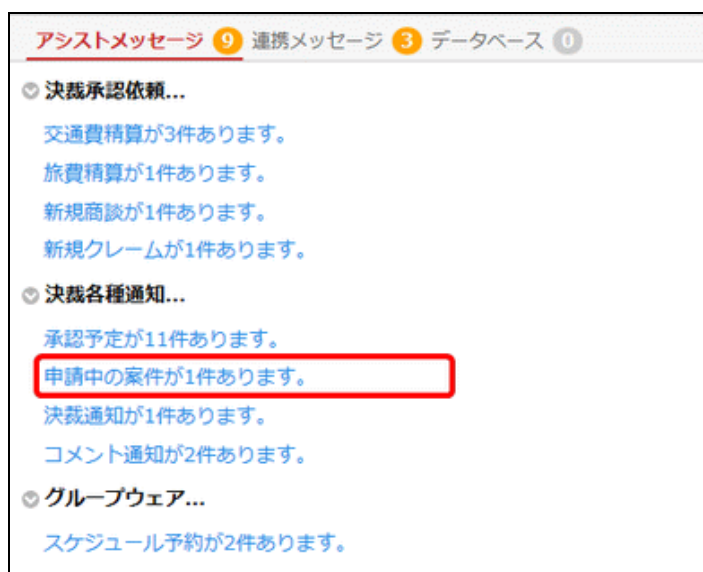 アシストメッセージ 9 連携メッセージ 3 データベース 0
決裁承認依頼...
交通費精算が3件あります。
旅費精算が1件あります。
新規商談が1件あります。
新規クレームが1件あります。
決裁各種通知...
承認予定が11件あります。
申請中の案件が1件あります。
決裁通知が1件あります。
コメント通知が2件あります。
グループウェア...
スケジュール予約が2件あります。